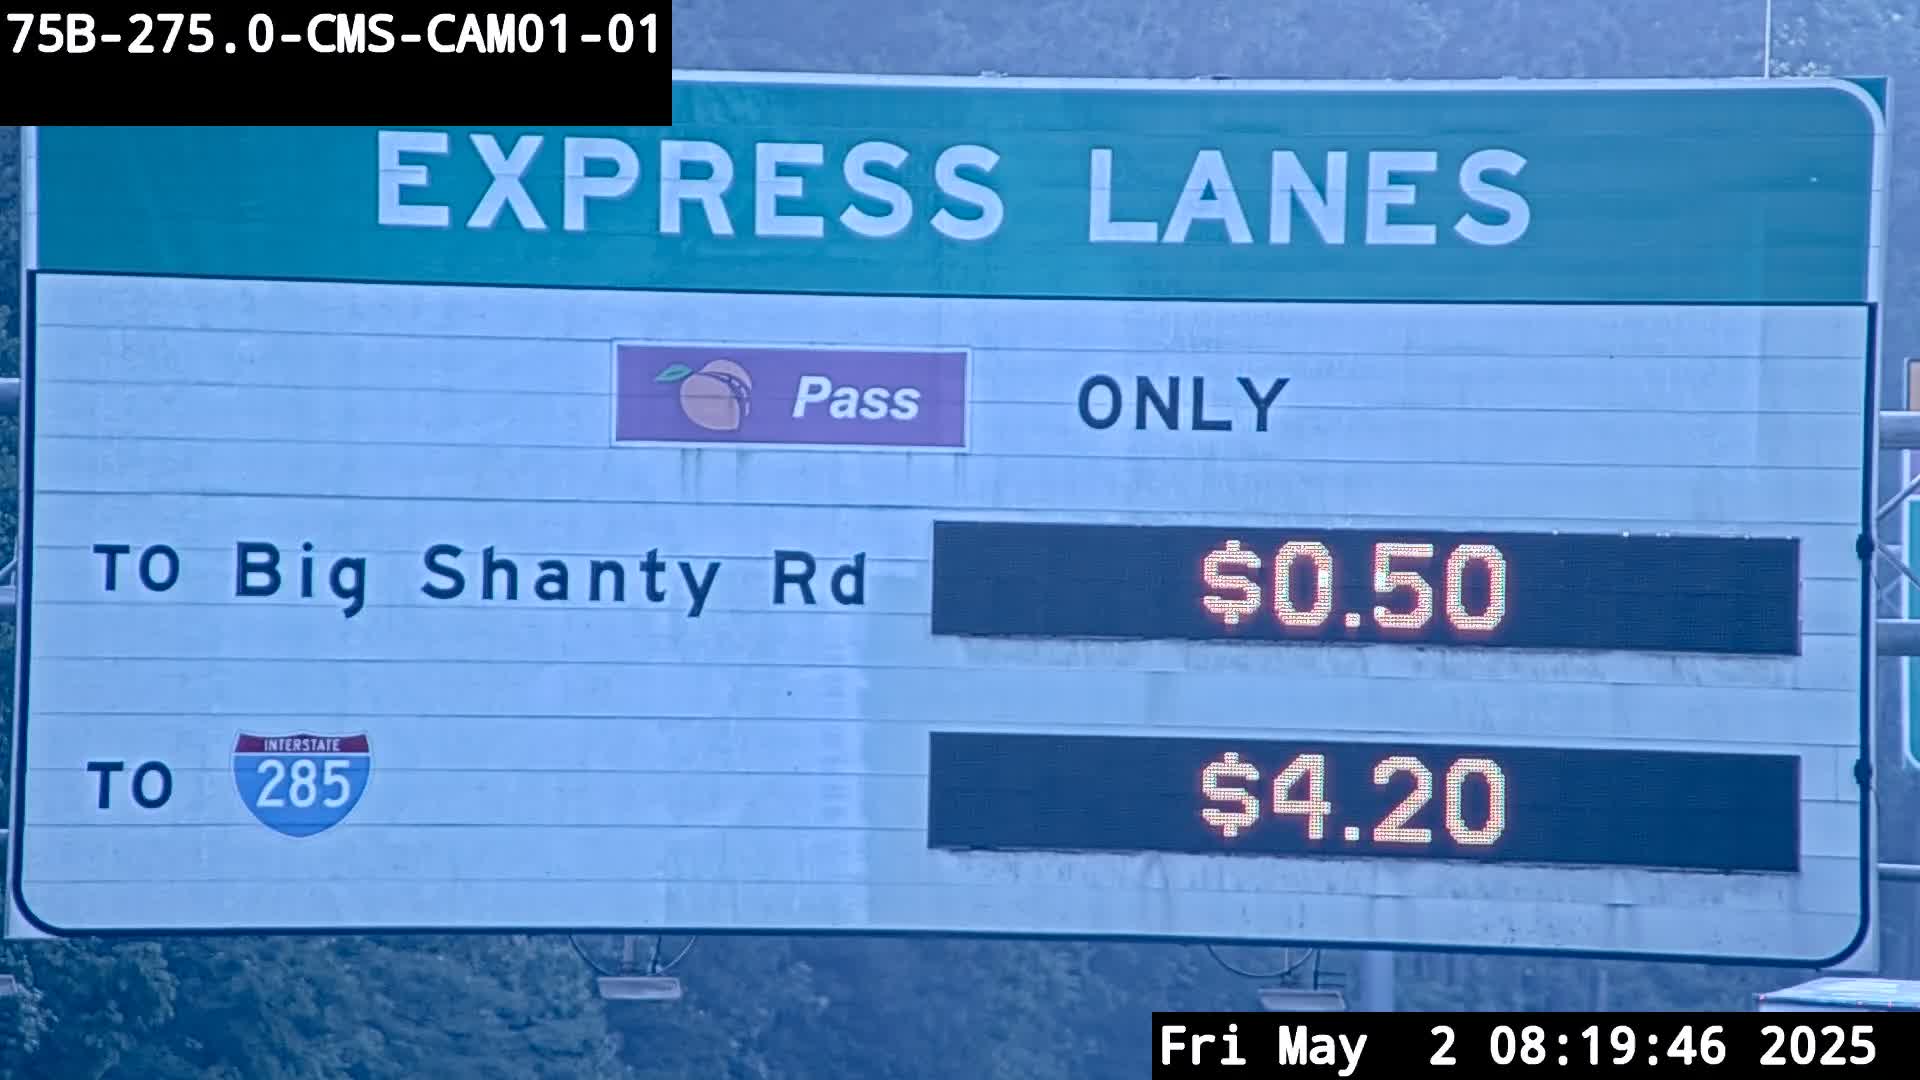 75B-275.0-CMS-CAM01-01
EXPRESS LANES
Pass ONLY
TO Big Shanty Rd $0.50
TO INTERSTATE 285 $4.20
Fri May 2 08:19:46 2025